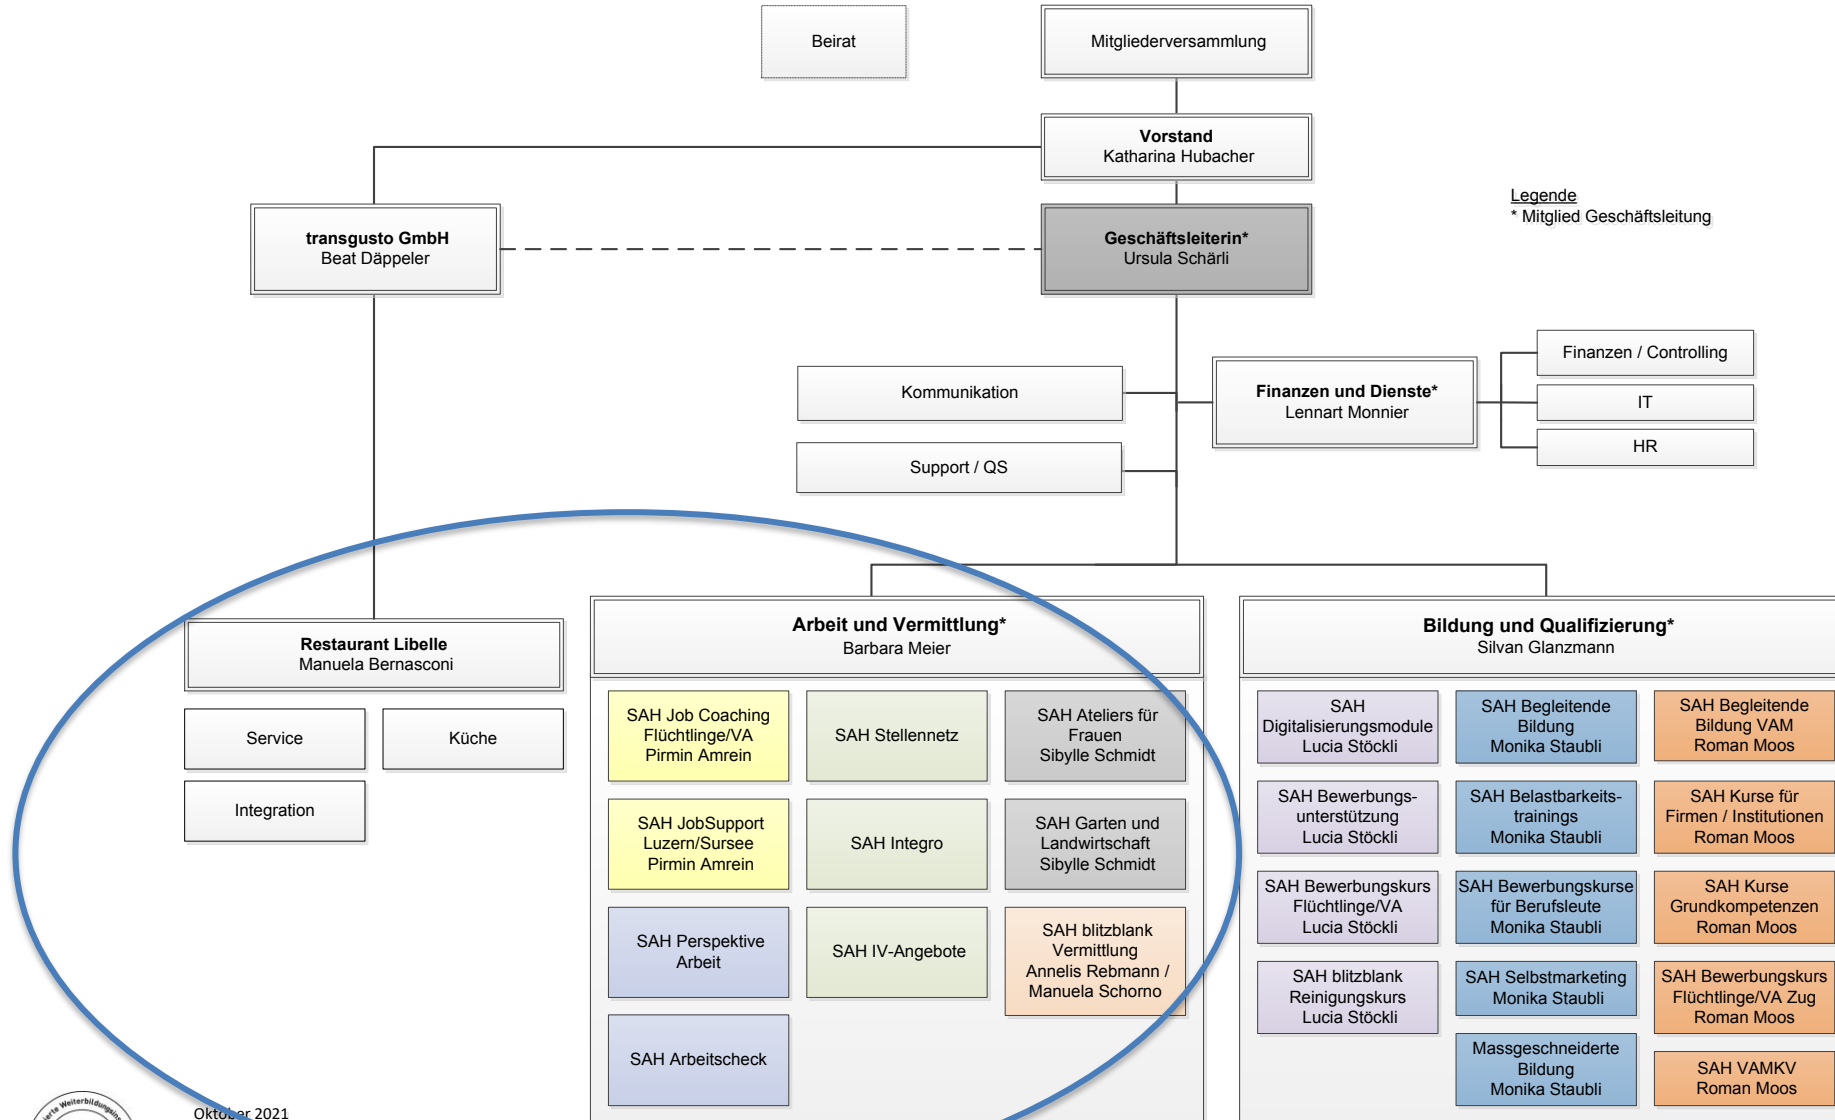 Beirat
Mitgliederversammlung
Vorstand
Katharina Hubacher
Legende
* Mitglied Geschäftsleitung
transgusto GmbH
Beat Däppeler
Geschäftsleiterin*
Ursula Schärli
Kommunikation
Support / QS
Finanzen und Dienste*
Lennart Monnier
Finanzen / Controlling
IT
HR
Restaurant Libelle
Manuela Bernasconi
Service
Küche
Integration
Arbeit und Vermittlung*
Barbara Meier
SAH Job Coaching
Flüchtlinge/VA
Pirmin Amrein
SAH Stellennetz
SAH Ateliers für
Frauen
Sibylle Schmidt
SAH JobSupport
Luzern/Sursee
Pirmin Amrein
SAH Integro
SAH Garten und
Landwirtschaft
Sibylle Schmidt
SAH Perspektive
Arbeit
SAH IV-Angebote
SAH blitzblank
Vermittlung
Annelis Rebmann /
Manuela Schorno
SAH Arbeitscheck
Bildung und Qualifizierung*
Silvan Glanzmann
SAH
Digitalisierungsmodule
Lucia Stöckli
SAH Begleitende
Bildung
Monika Staubli
SAH Begleitende
Bildung VAM
Roman Moos
SAH Bewerbungs-
unterstützung
Lucia Stöckli
SAH Belastbarkeits-
trainings
Monika Staubli
SAH Kurse für
Firmen / Institutionen
Roman Moos
SAH Bewerbungskurs
Flüchtlinge/VA
Lucia Stöckli
SAH Bewerbungskurse
für Berufsleute
Monika Staubli
SAH Kurse
Grundkompetenzen
Roman Moos
SAH blitzblank
Reinigungskurs
Lucia Stöckli
SAH Selbstmarketing
Monika Staubli
SAH Bewerbungskurs
Flüchtlinge/VA Zug
Roman Moos
Massgeschneiderte
Bildung
Monika Staubli
SAH VAMKV
Roman Moos
Oktober 2021